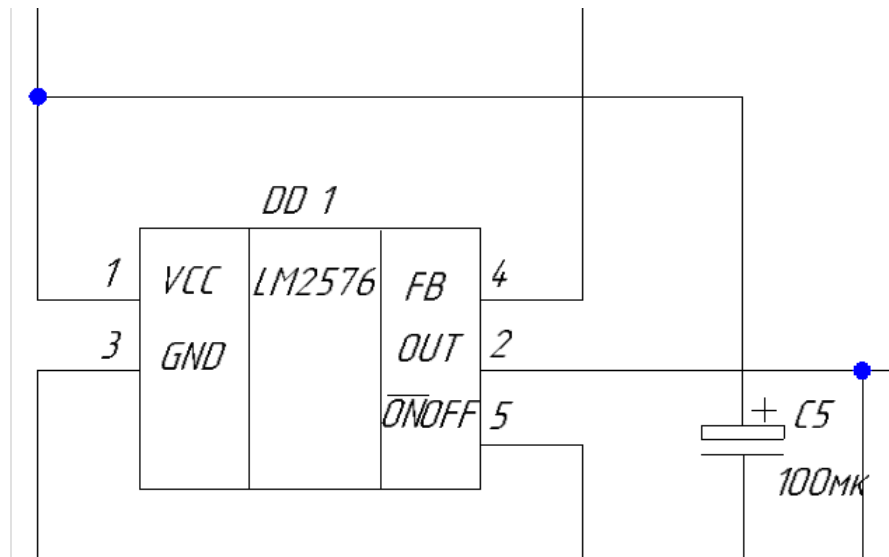 DD 1
1 VCC LM2576 FB 4
3 GND OUT 2
ONOFF 5
+ C5
100мк